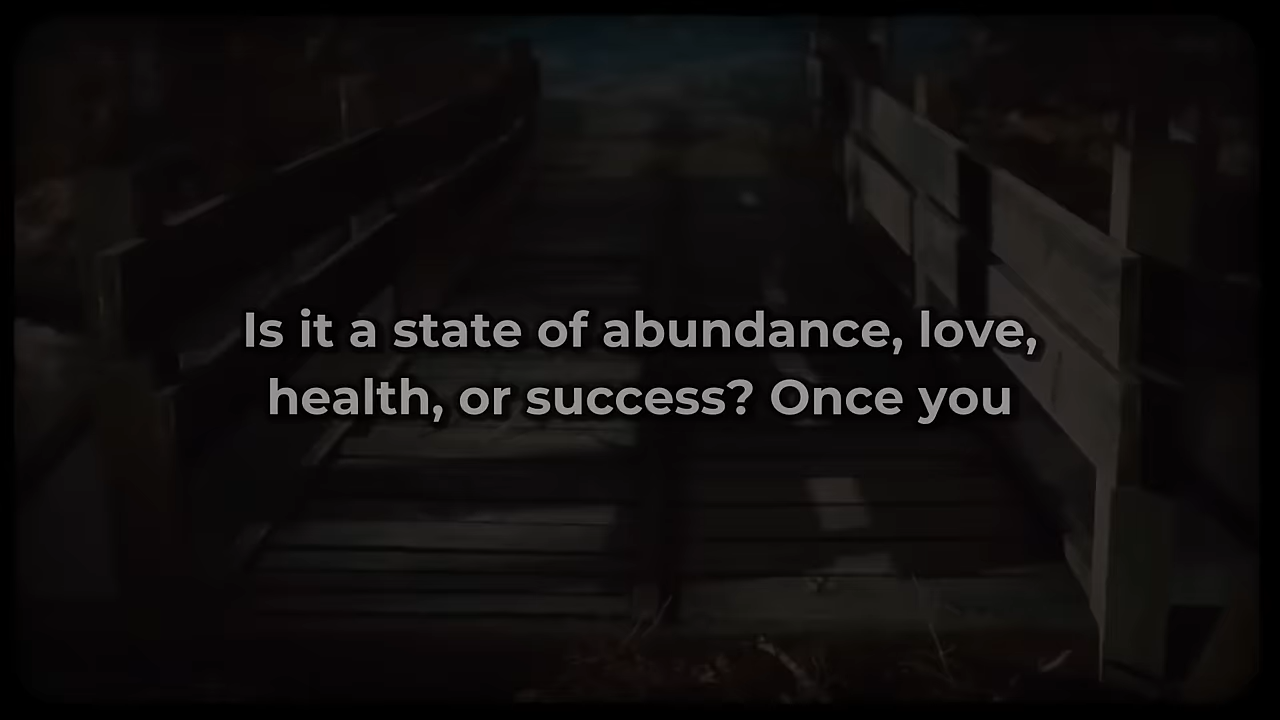 Is it a state of abundance, love,
health, or success? Once you